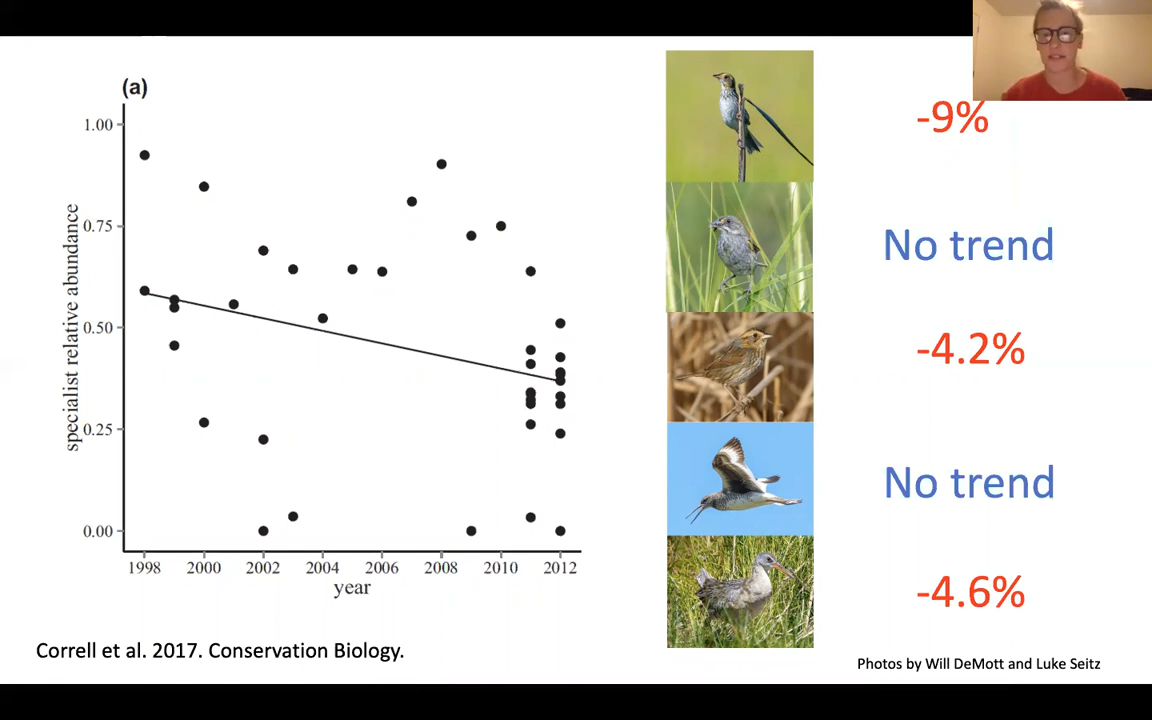 (a)
1.00
0.75
0.50
0.25
0.00
specialist relative abundance
1998 2000 2002 2004 2006 2008 2010 2012
year
-9%
No trend
-4.2%
No trend
-4.6%
Correll et al. 2017. Conservation Biology.
Photos by Will DeMott and Luke Seitz